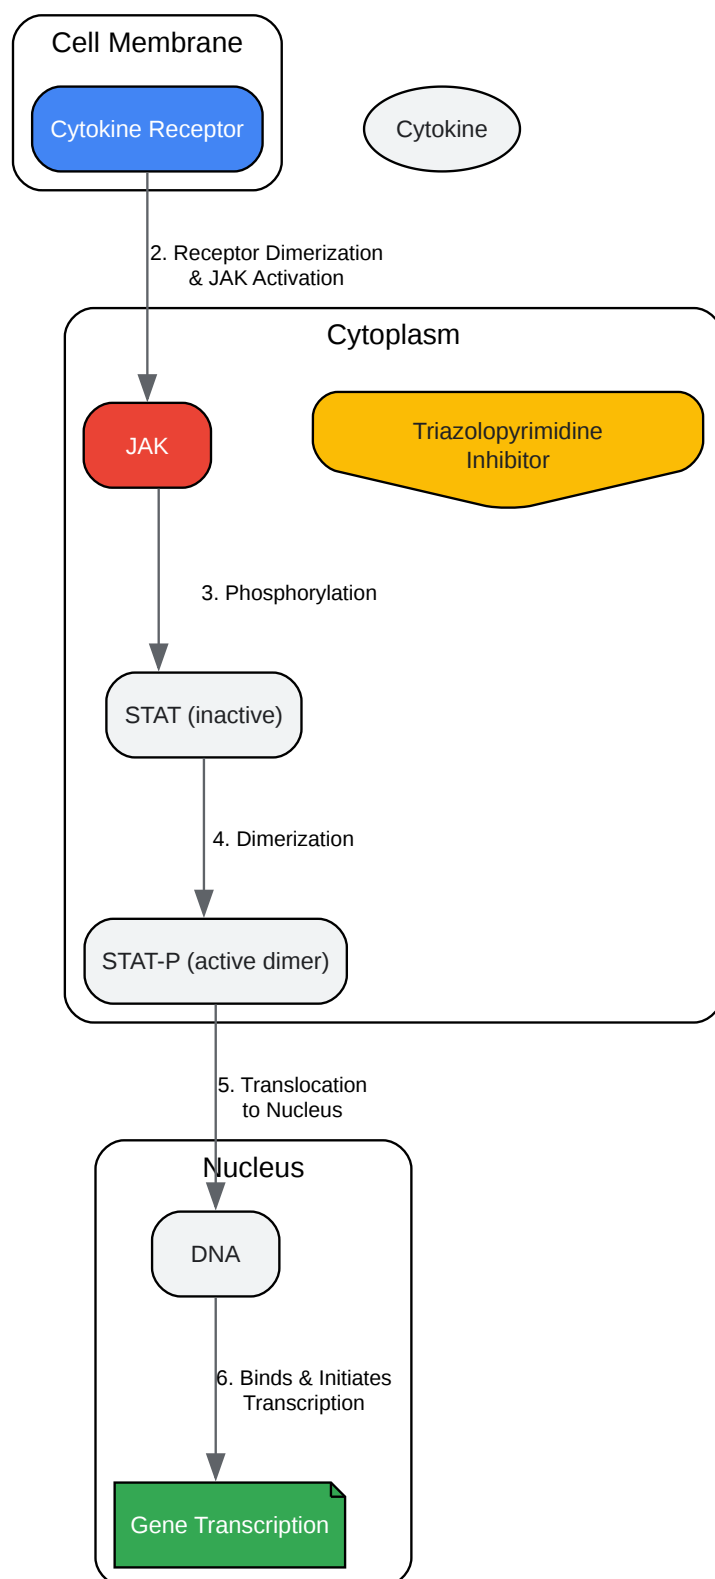 Cell Membrane
Cytokine Receptor
Cytokine
2. Receptor Dimerization
& JAK Activation
Cytoplasm
JAK
Triazolopyrimidine
Inhibitor
3. Phosphorylation
STAT (inactive)
4. Dimerization
STAT-P (active dimer)
5. Translocation
to Nucleus
Nucleus
DNA
6. Binds & Initiates
Transcription
Gene Transcription